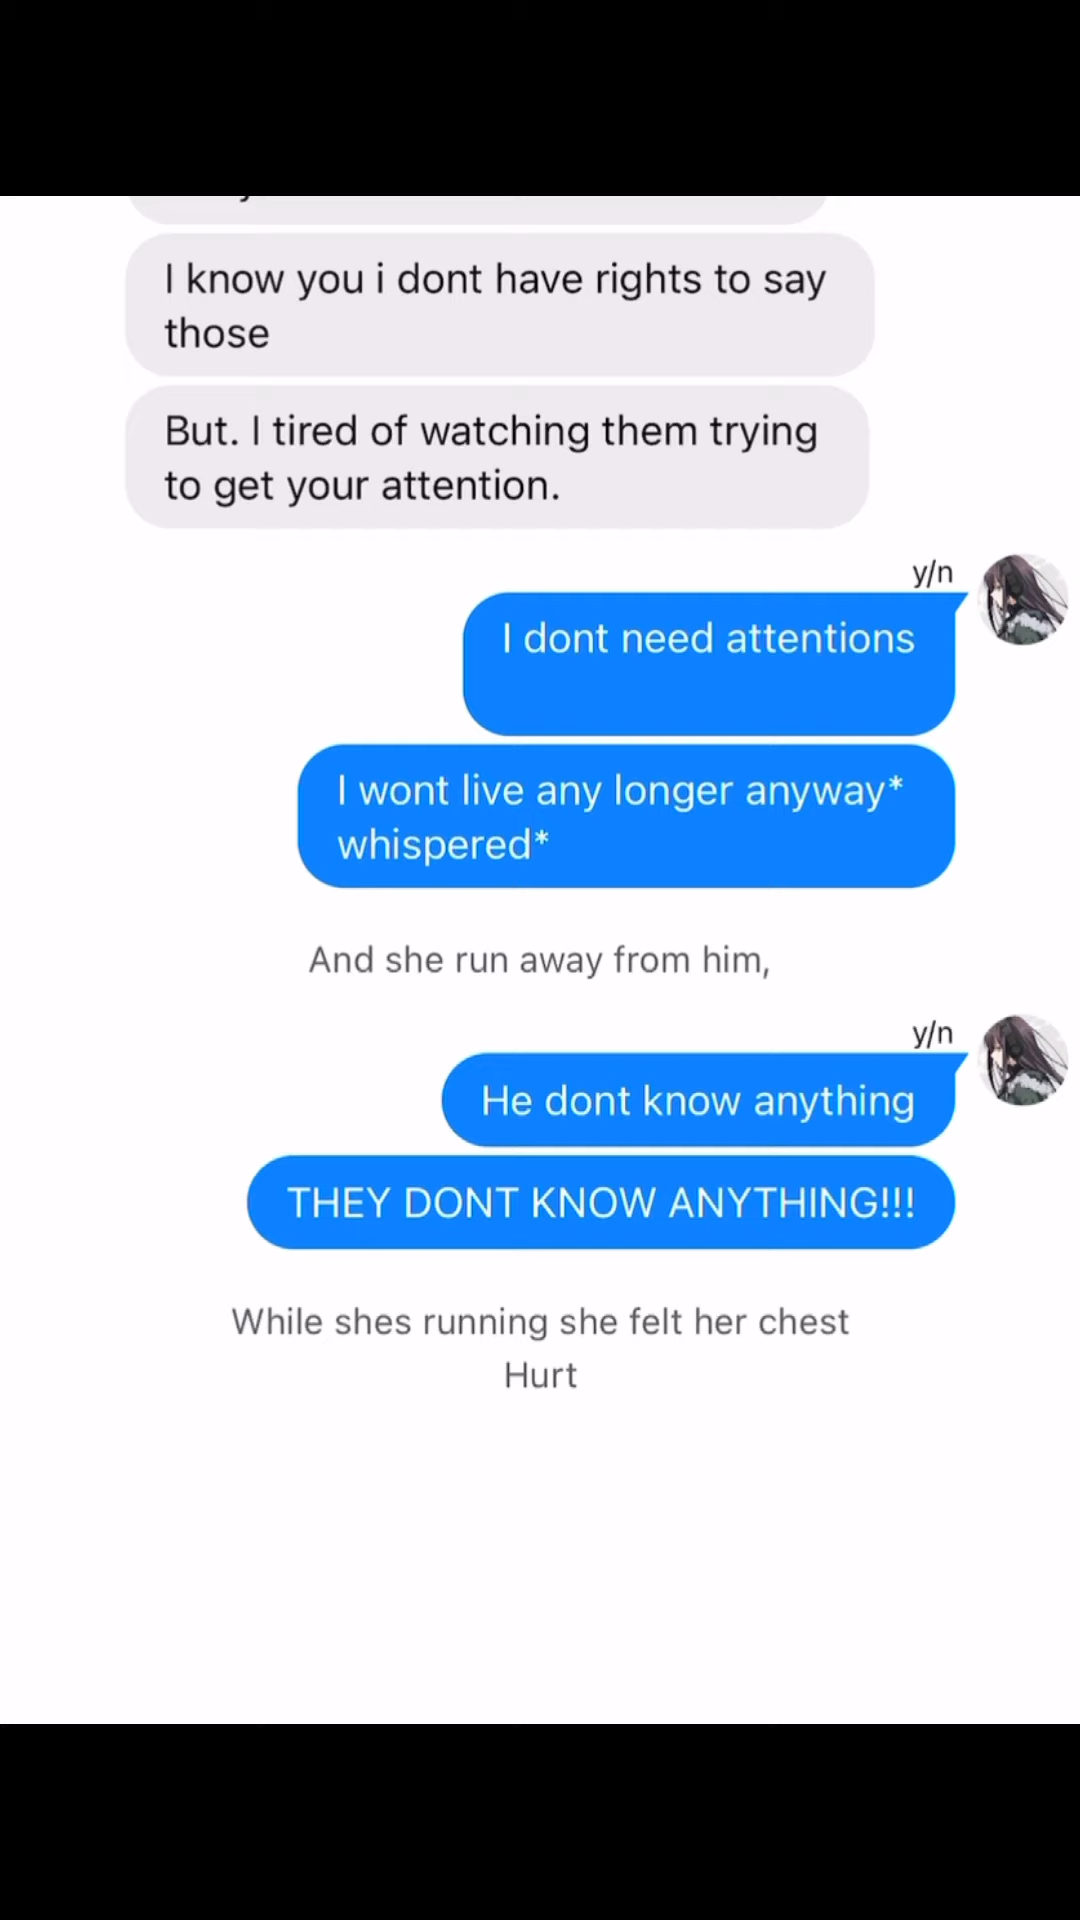 I know you i dont have rights to say
those
But. I tired of watching them trying
to get your attention.
y/n
I dont need attentions
I wont live any longer anyway*
whispered*
And she run away from him,
y/n
He dont know anything
THEY DONT KNOW ANYTHING!!!
While shes running she felt her chest
Hurt